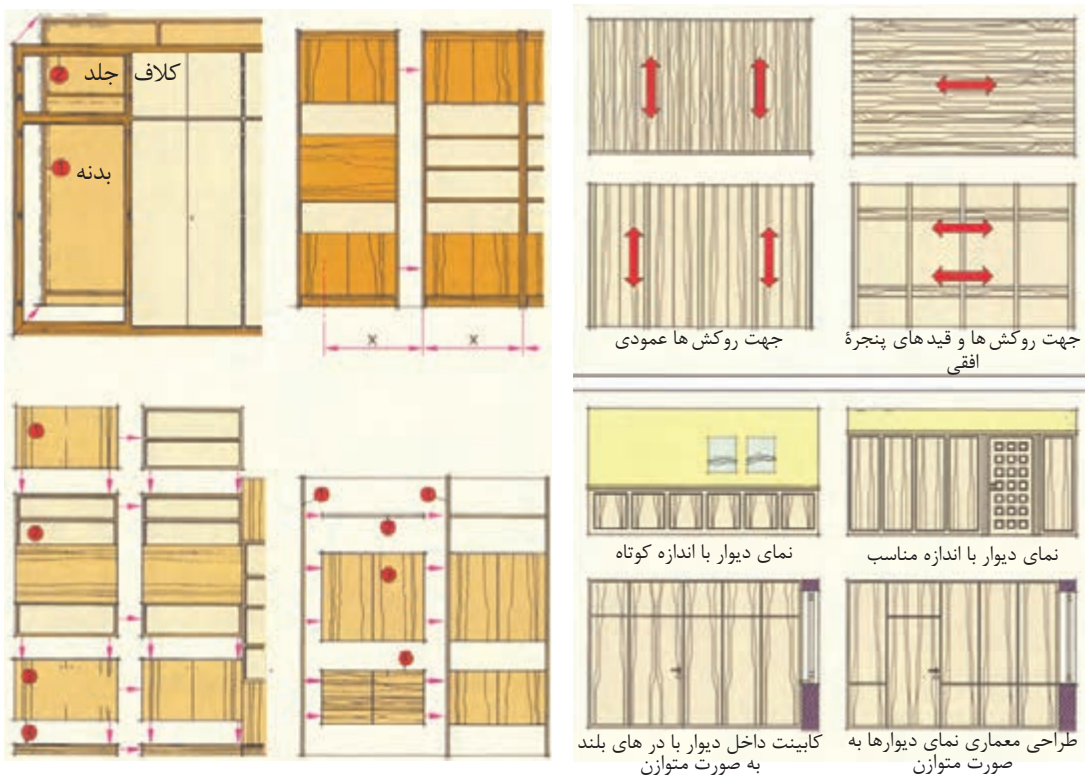 کلاف
جلد
2
1
بدنه
x
x
جهت روکش ها و قیدهای پنجرهٔ
افقی
جهت روکش ها عمودی
نمای دیوار با اندازه مناسب
نمای دیوار با اندازه کوتاه
طراحی معماری نمای دیوارها به
صورت متوازن
کابینت داخل دیوار با در های بلند
به صورت متوازن